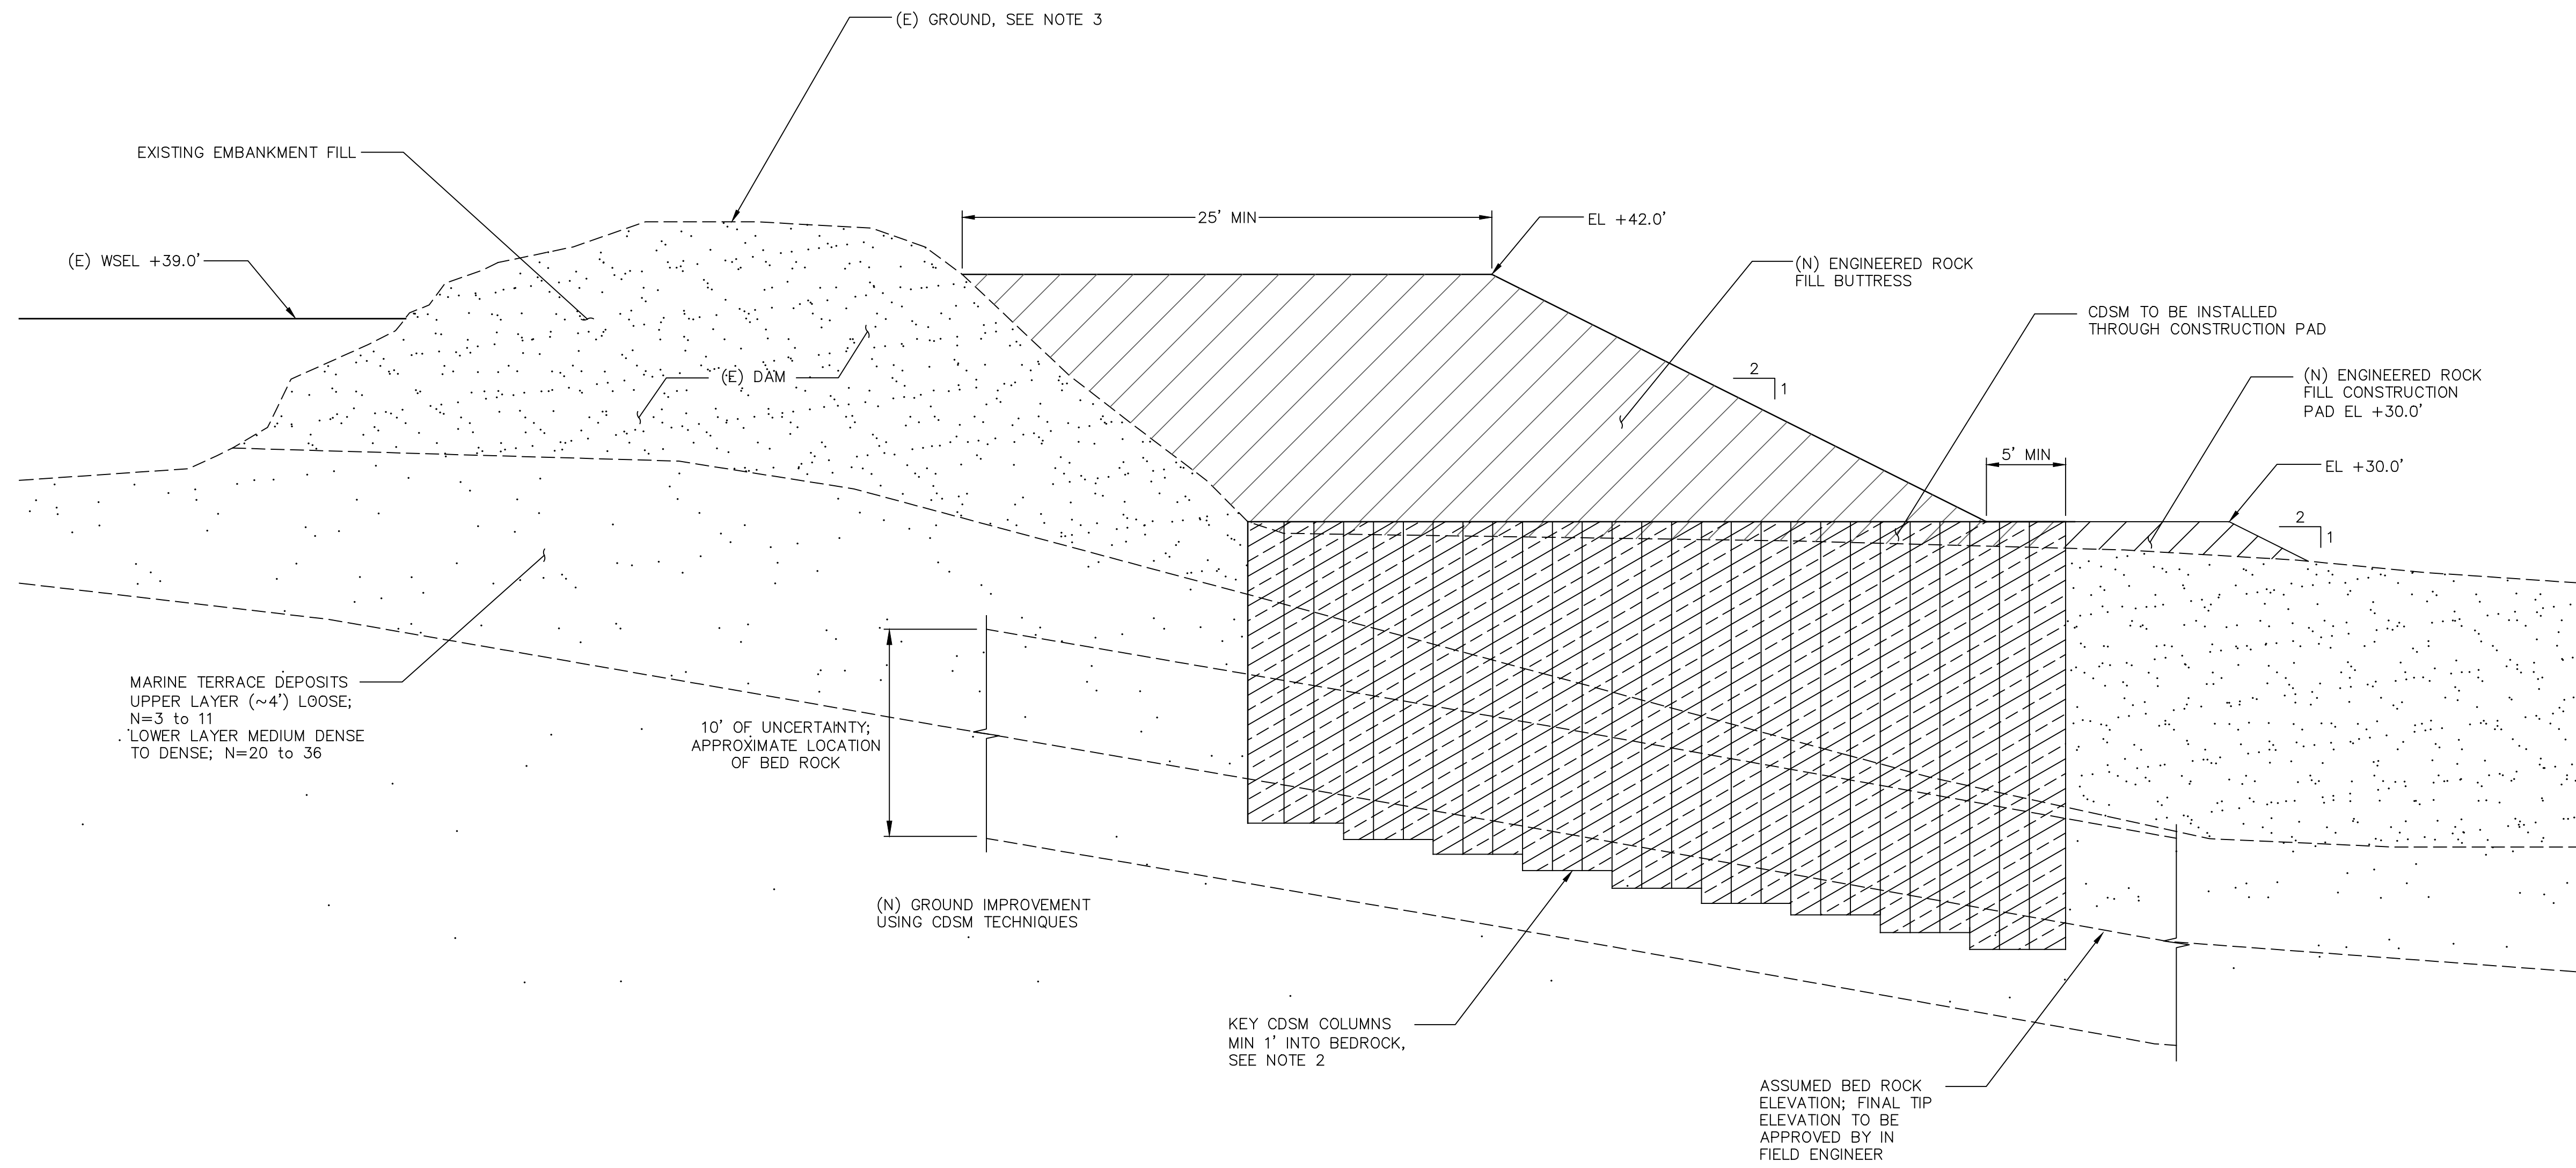 (E) GROUND, SEE NOTE 3
EXISTING EMBANKMENT FILL
(E) WSEL +39.0'
25' MIN
EL +42.0'
(N) ENGINEERED ROCK
FILL BUTTRESS
CDSM TO BE INSTALLED
THROUGH CONSTRUCTION PAD
(E) DAM
2
1
(N) ENGINEERED ROCK
FILL CONSTRUCTION
PAD EL +30.0'
5' MIN
EL +30.0'
2
1
MARINE TERRACE DEPOSITS
UPPER LAYER (~4') LOOSE;
N=3 to 11
LOWER LAYER MEDIUM DENSE
TO DENSE; N=20 to 36
10' OF UNCERTAINTY;
APPROXIMATE LOCATION
OF BED ROCK
(N) GROUND IMPROVEMENT
USING CDSM TECHNIQUES
KEY CDSM COLUMNS
MIN 1' INTO BEDROCK,
SEE NOTE 2
ASSUMED BED ROCK
ELEVATION; FINAL TIP
ELEVATION TO BE
APPROVED BY IN
FIELD ENGINEER